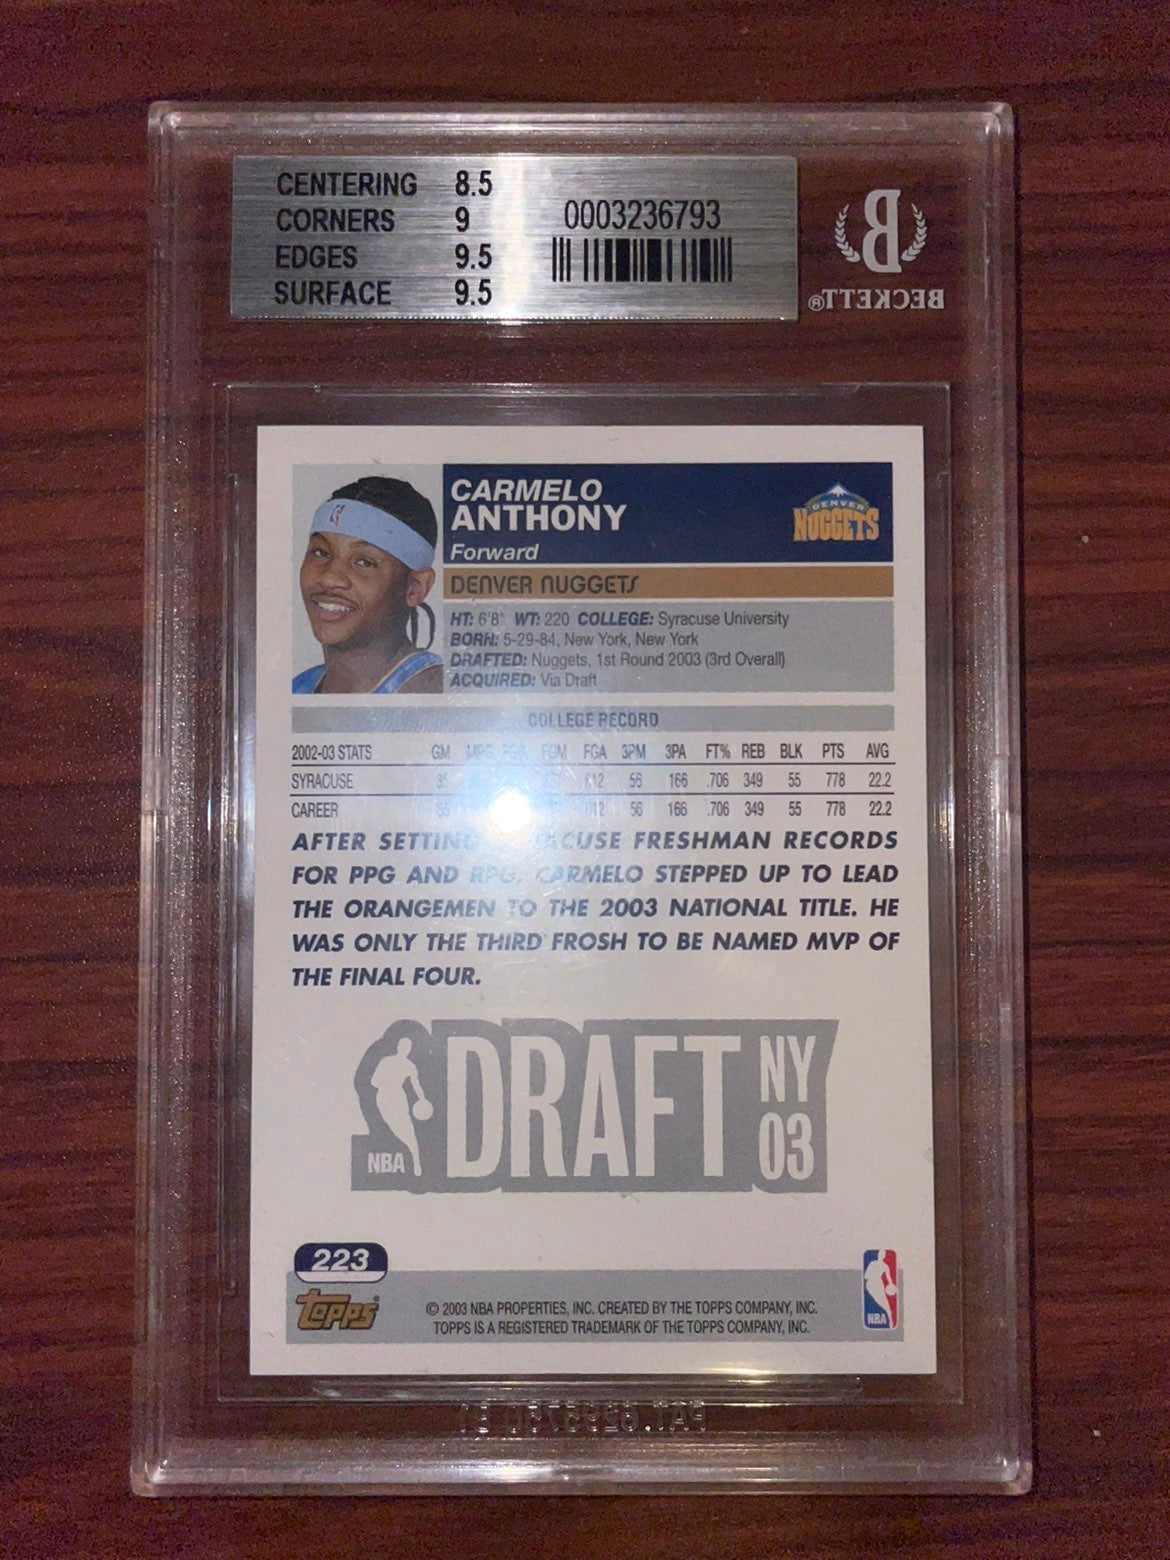 CENTERING 8.5
CORNERS 9
EDGES 9.5
SURFACE 9.5
0003236793
B
BECKETT®
CARMELO
ANTHONY
Forward
DENVER NUGGETS
DENVER
NUGGETS
HT: 6'8" WT: 220 COLLEGE: Syracuse University
BORN: 5-29-84, New York, New York
DRAFTED: Nuggets, 1st Round 2003 (3rd Overall)
ACQUIRED: Via Draft
COLLEGE RECORD
2002-03 STATS GM MPG FGM FGA 3PM 3PA FT% REB BLK PTS AVG
SYRACUSE 35 612 56 166 .706 349 55 778 22.2
CAREER 612 56 166 .706 349 55 778 22.2
AFTER SETTING FRESHMAN RECORDS
FOR PPG AND RPG, CARMELO STEPPED UP TO LEAD
THE ORANGEMEN TO THE 2003 NATIONAL TITLE. HE
WAS ONLY THE THIRD FROSH TO BE NAMED MVP OF
THE FINAL FOUR.
NBA
DRAFT
NY
03
223
Topps®
© 2003 NBA PROPERTIES, INC. CREATED BY THE TOPPS COMPANY, INC.
TOPPS IS A REGISTERED TRADEMARK OF THE TOPPS COMPANY, INC.
NBA